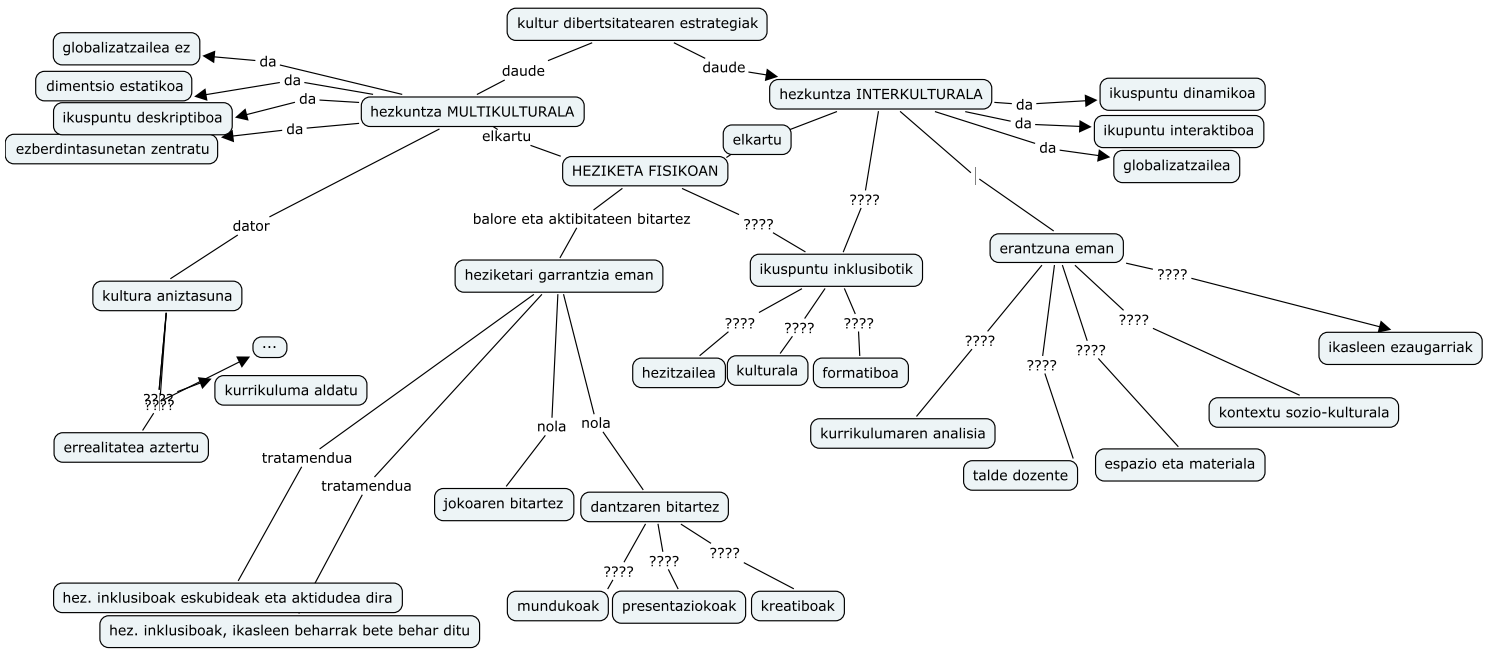 kultur dibertsitatearen estrategiak
globalizatzailea ez
da
daude
daude
dimentsio estatikoa
da
hezkuntza MULTIKULTURALA
hezkuntza INTERKULTURALA
da
ikuspuntu dinamikoa
ikuspuntu deskriptiboa
da
da
ikupuntu interaktiboa
ezberdintasunetan zentratu
da
elkartu
elkartu
da
globalizatzailea
HEZIKETA FISIKOAN
????
dator
balore eta aktibitateen bitartez
????
erantzuna eman
heziketari garrantzia eman
ikuspuntu inklusibotik
????
kultura aniztasuna
????
????
????
????
????
????
????
...
ikasleen ezaugarriak
hezitzailea
kulturala
formatiboa
????
kurrikuluma aldatu
????
????
kontextu sozio-kulturala
errealitatea aztertu
nola
nola
kurrikulumaren analisia
tratamendua
talde dozente
espazio eta materiala
tratamendua
jokoaren bitartez
dantzaren bitartez
????
????
????
hez. inklusiboak eskubideak eta aktidudea dira
mundukoak
presentaziokoak
kreatiboak
hez. inklusiboak, ikasleen beharrak bete behar ditu